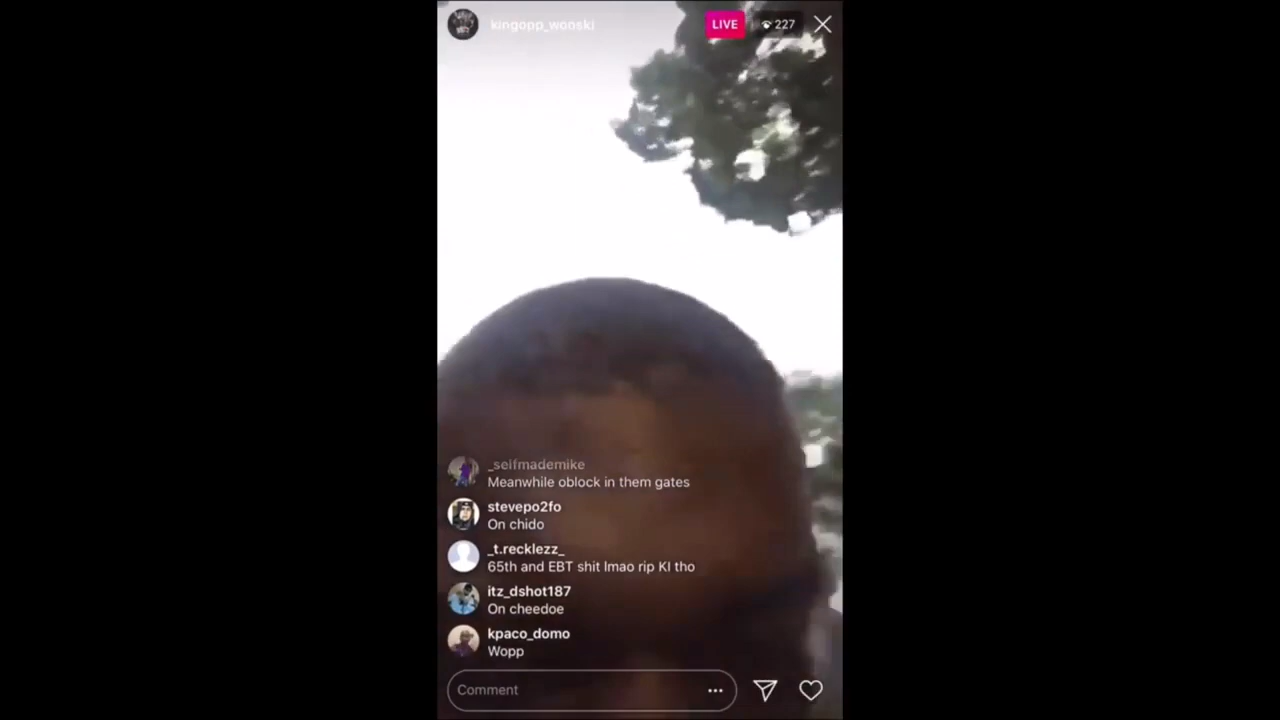 kingopp_wonski
LIVE
227
_selfmademike
Meanwhile oblock in them gates
stevepo2fo
On chido
_t.recklezz_
65th and EBT shit lmao rip KI tho
itz_dshot187
On cheedoe
kpaco_domo
Wopp
Comment